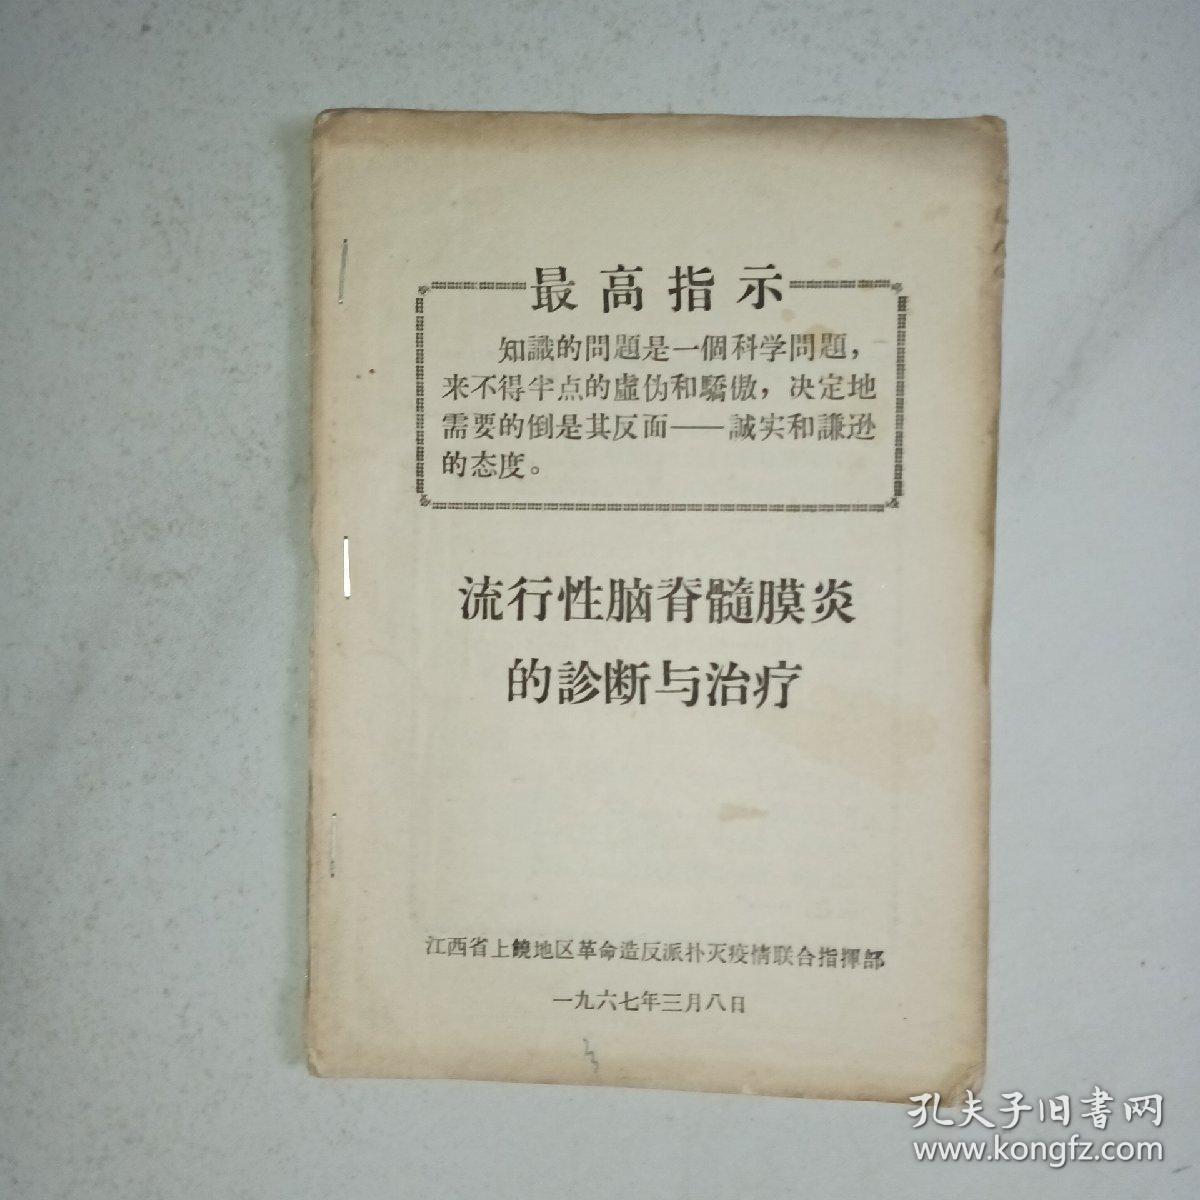 最高指示
知識的問題是一個科学問題，
来不得半点的虛伪和驕傲，决定地
需要的倒是其反面——誠实和謙逊
的态度。
流行性脑脊髓膜炎
的診断与治疗
江西省上饒地区革命造反派扑灭疫情联合指揮部
一九六七年三月八日
孔夫子旧書网
www.kongfz.com